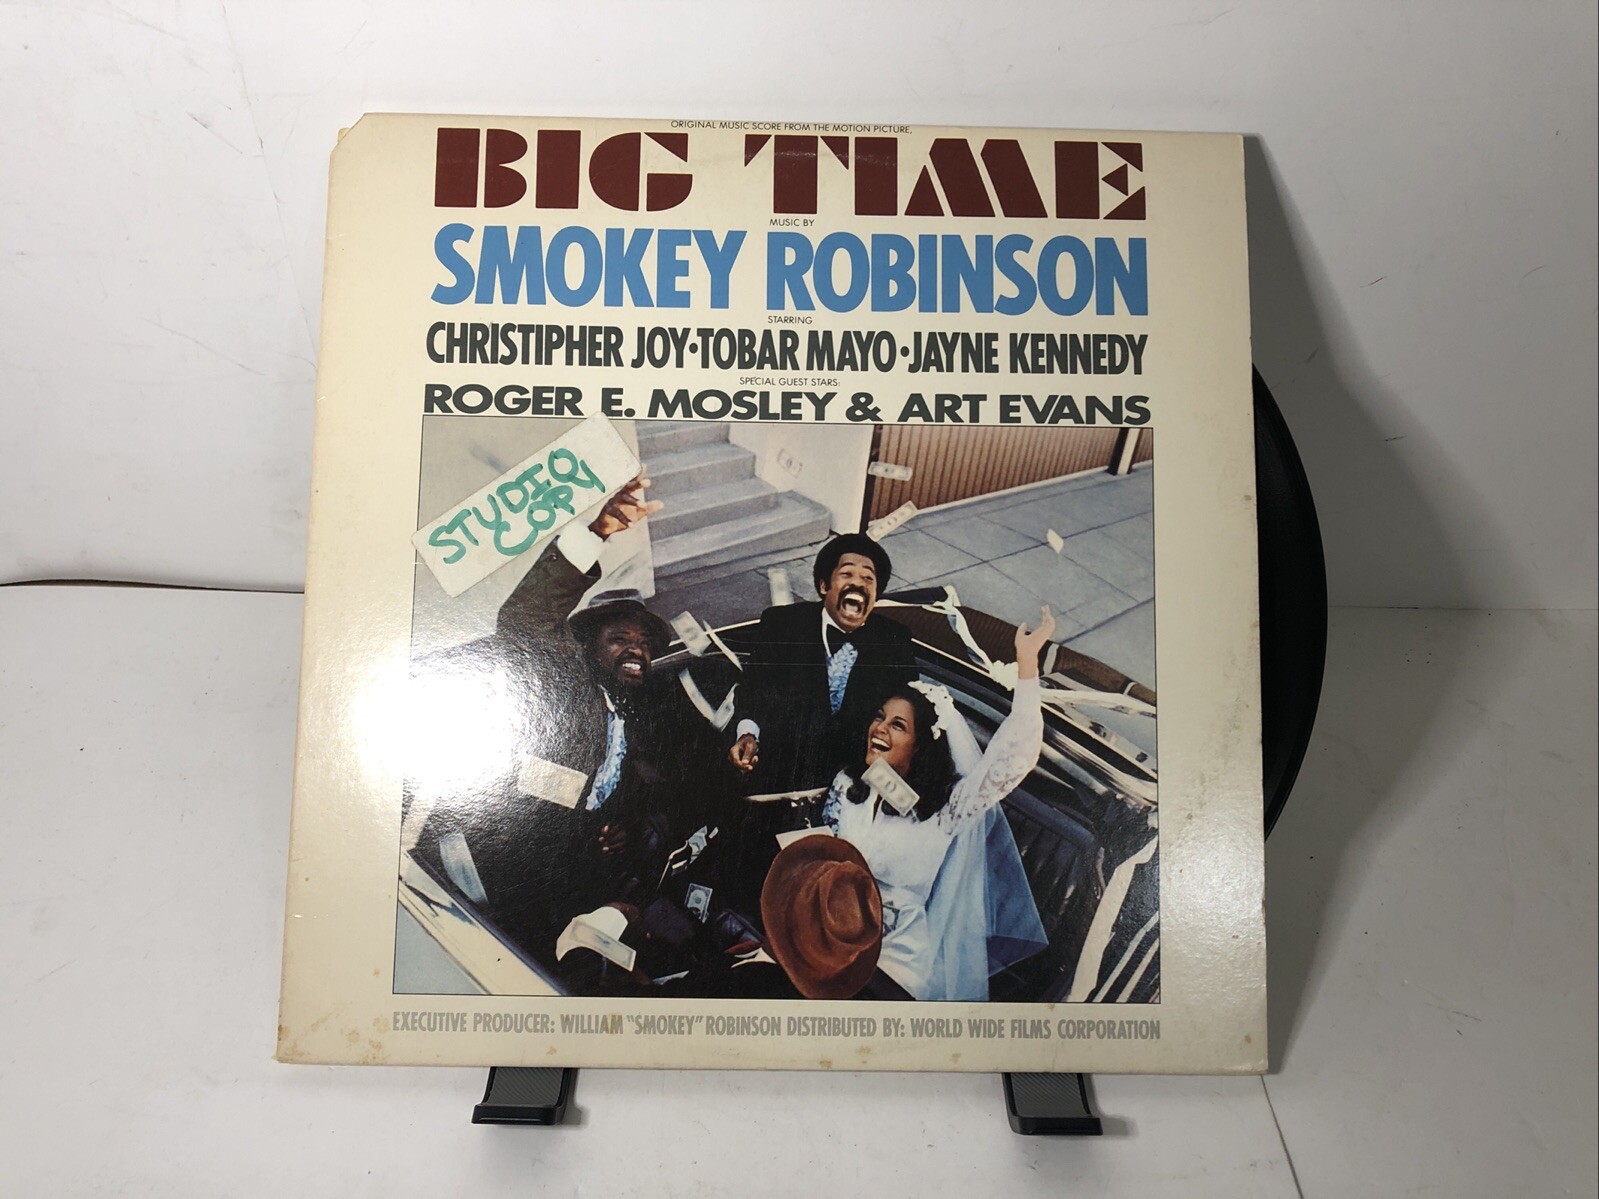 ORIGINAL MUSIC SCORE FROM THE MOTION PICTURE,
BIG TIME
MUSIC BY
SMOKEY ROBINSON
STARRING
CHRISTIPHER JOY·TOBAR MAYO·JAYNE KENNEDY
SPECIAL GUEST STARS:
ROGER E. MOSLEY & ART EVANS
STUDIO
COPY
EXECUTIVE PRODUCER: WILLIAM "SMOKEY" ROBINSON DISTRIBUTED BY: WORLD WIDE FILMS CORPORATION